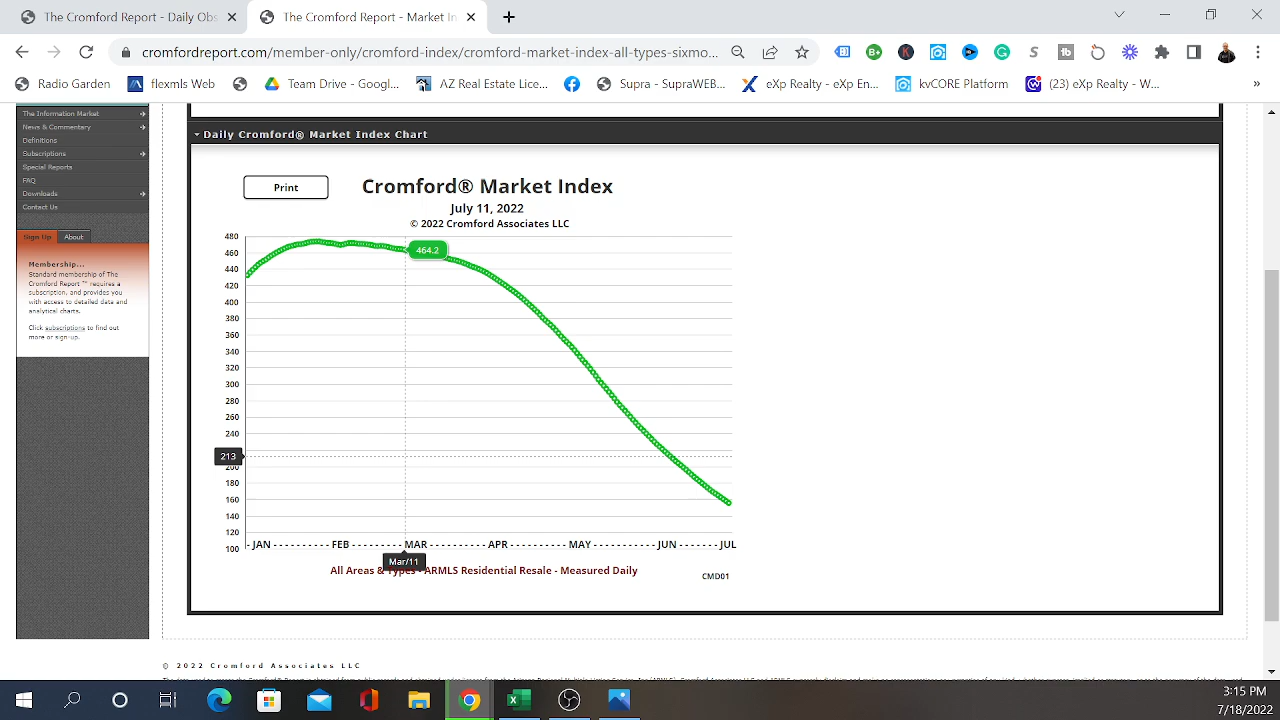 The Cromford Report - Daily Obs
The Cromford Report - Market In
cromfordreport.com/member-only/cromford-index/cromford-market-index-all-types-sixmo...
Radio Garden
flexmls Web
Team Drive - Googl...
AZ Real Estate Lice...
Supra - SupraWEB...
eXp Realty - eXp En...
kvCORE Platform
(23) eXp Realty - W...
»
The Information Market
News & Commentary
Definitions
Subscriptions
Special Reports
FAQ
Downloads
Contact Us
Sign Up
About
Membership...
Standard membership of The
Cromford Report ™ requires a
subscription, and provides you
with access to detailed data and
analytical charts.
Click subscriptions to find out
more or sign-up.
Daily Cromford® Market Index Chart
Print
Cromford® Market Index
July 11, 2022
© 2022 Cromford Associates LLC
480
460
440
420
400
380
360
340
320
300
280
260
240
213
200
180
160
140
120
100
464.2
JAN - - - - - - - - - - FEB - - - - - - - - - - MAR - - - - - - - - - - APR - - - - - - - - - - MAY - - - - - - - - - - JUN - - - - - - - JUL
Mar/11
All Areas & Types - ARMLS Residential Resale - Measured Daily
CMD01
© 2022 Cromford Associates LLC
3:15 PM
7/18/2022